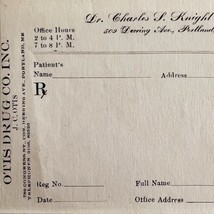 Dr. Charles S. Knight
Office Hours
2 to 4 P. M.
7 to 8 P. M.
502 Deering Ave., Portland
Patient's
Name
Address
℞
OTIS DRUG CO. INC.
J. C. OTIS
Reg No
Full Name
Date
Office Address